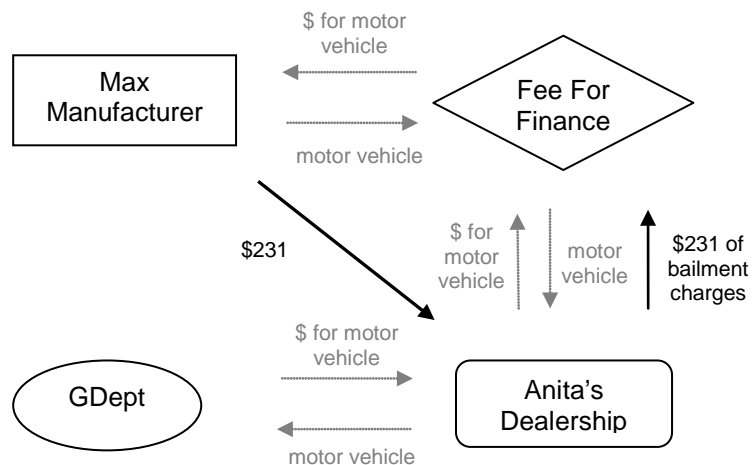 $ for motor
vehicle
Max
Manufacturer
Fee For
Finance
motor vehicle
$231
$ for
motor
vehicle
motor
vehicle
$231 of
bailment
charges
$ for motor
vehicle
GDept
Anita's
Dealership
motor vehicle